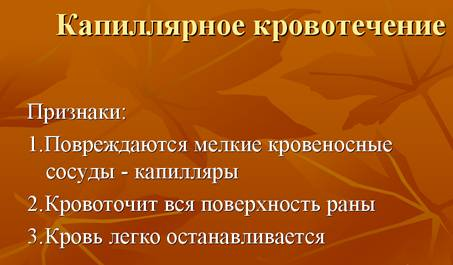 Капиллярное кровотечение
Признаки:
1.Повреждаются мелкие кровеносные
сосуды - капилляры
2.Кровоточит вся поверхность раны
3.Кровь легко останавливается